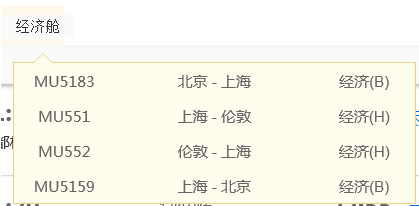 经济舱
MU5183 北京 - 上海 经济(B)
MU551 上海 - 伦敦 经济(H)
MU552 伦敦 - 上海 经济(H)
MU5159 上海 - 北京 经济(B)